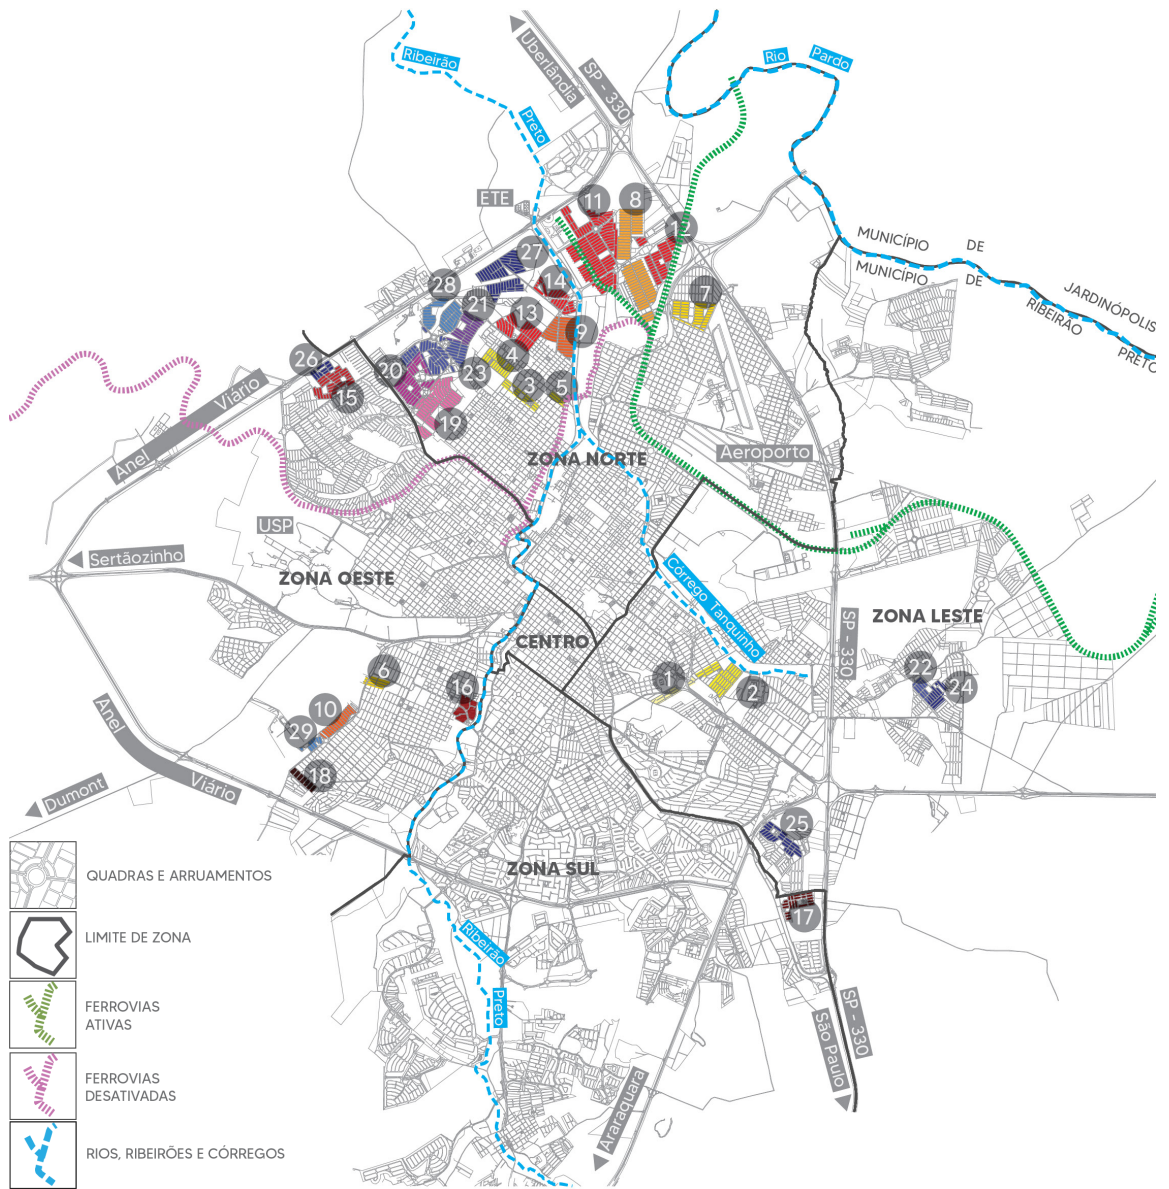 Ribeirão
Preto
Uberlândia
SP - 330
Rio
Pardo
ETE
11
8
12
27
28
14
7
21
13
9
26
20
4
23
3
5
15
19
MUNICÍPIO DE JARDINÓPOLIS
MUNICÍPIO DE RIBEIRÃO PRETO
Anel
Viário
ZONA NORTE
Aeroporto
USP
Sertãozinho
ZONA OESTE
CENTRO
Córrego Tanquinho
ZONA LESTE
SP - 330
6
1
2
22
24
16
10
29
18
Anel
Viário
Dumont
25
17
ZONA SUL
Ribeirão
Preto
São Paulo
SP - 330
Araraquara
QUADRAS E ARRUAMENTOS
LIMITE DE ZONA
FERROVIAS
ATIVAS
FERROVIAS
DESATIVADAS
RIOS, RIBEIRÕES E CÓRREGOS